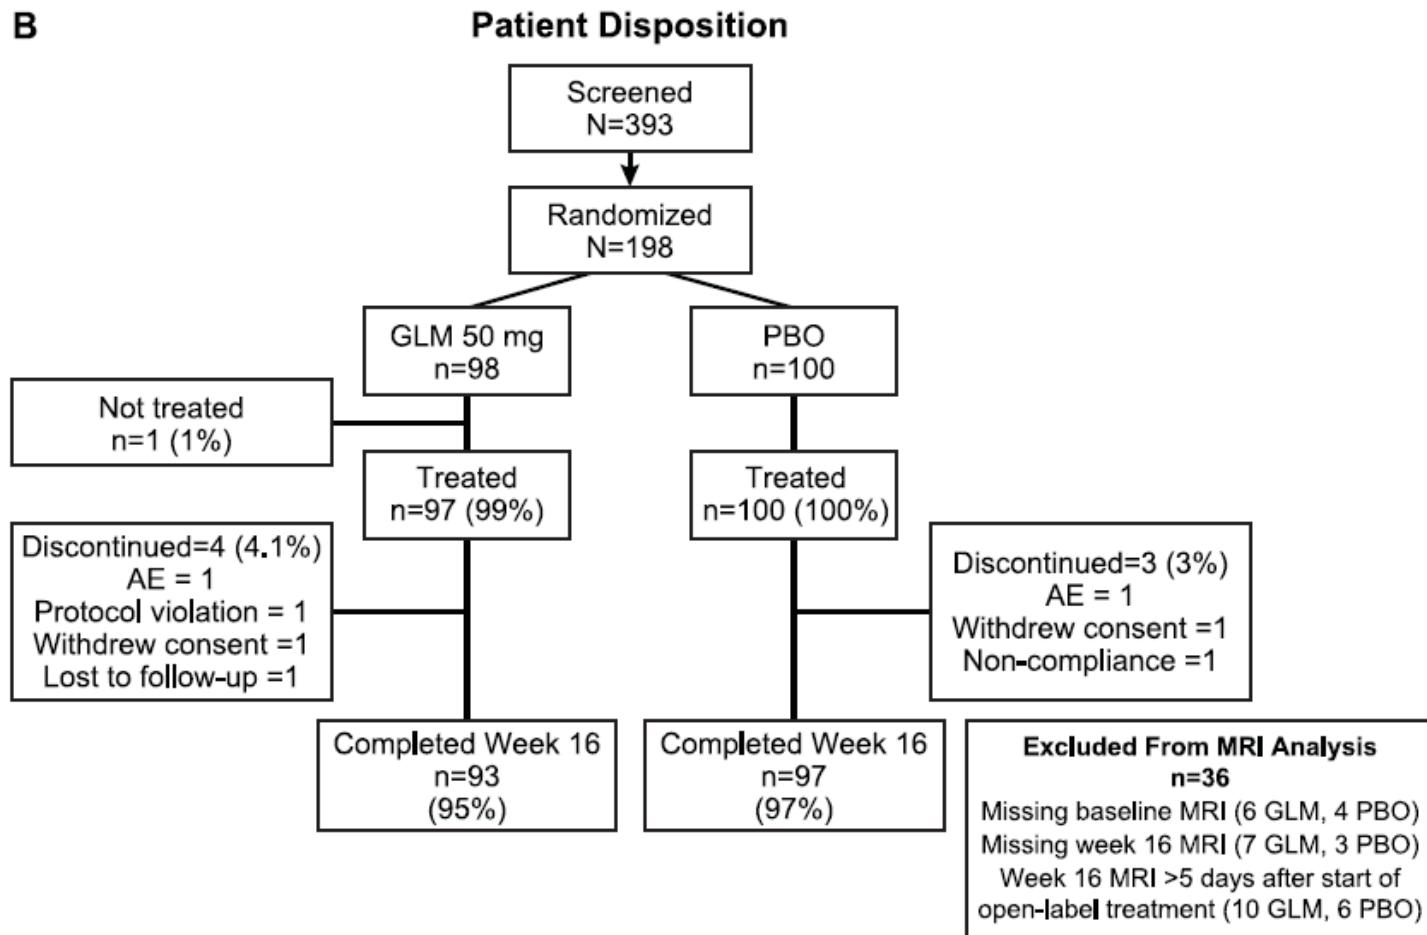 B
Patient Disposition
Screened
N=393
Randomized
N=198
GLM 50 mg
n=98
PBO
n=100
Not treated
n=1 (1%)
Treated
n=97 (99%)
Treated
n=100 (100%)
Discontinued=4 (4.1%)
AE = 1
Protocol violation = 1
Withdrew consent =1
Lost to follow-up =1
Discontinued=3 (3%)
AE = 1
Withdrew consent =1
Non-compliance =1
Completed Week 16
n=93
(95%)
Completed Week 16
n=97
(97%)
Excluded From MRI Analysis
n=36
Missing baseline MRI (6 GLM, 4 PBO)
Missing week 16 MRI (7 GLM, 3 PBO)
Week 16 MRI >5 days after start of
open-label treatment (10 GLM, 6 PBO)